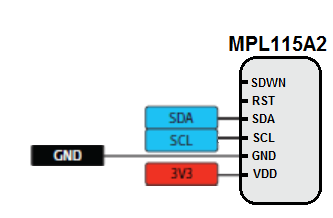 MPL115A2
SDWN
RST
SDA SDA
SCL SCL
GND GND
3V3 VDD